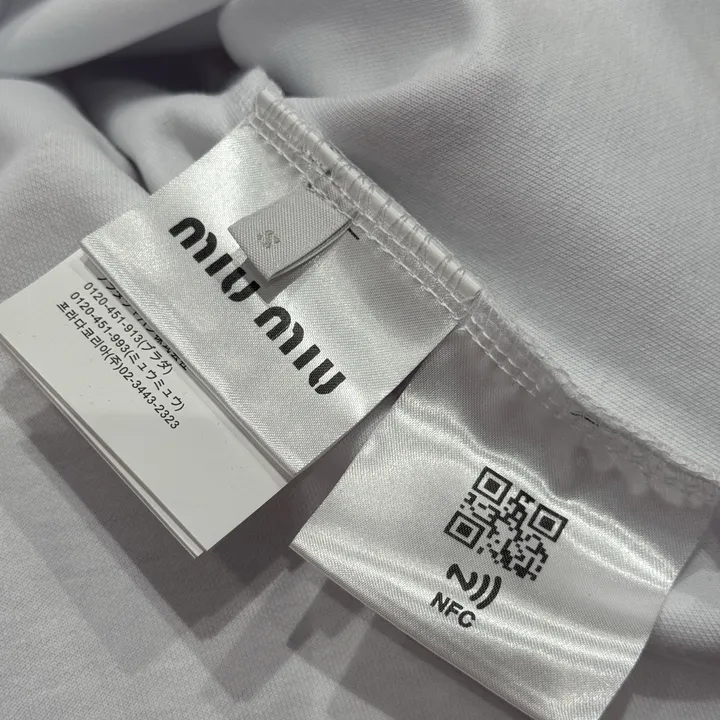 miu miu
S
0120-451-913(プラダ)
0120-451-993(ミュウミュウ)
프라다코리아(주)02-3443-2323
NFC